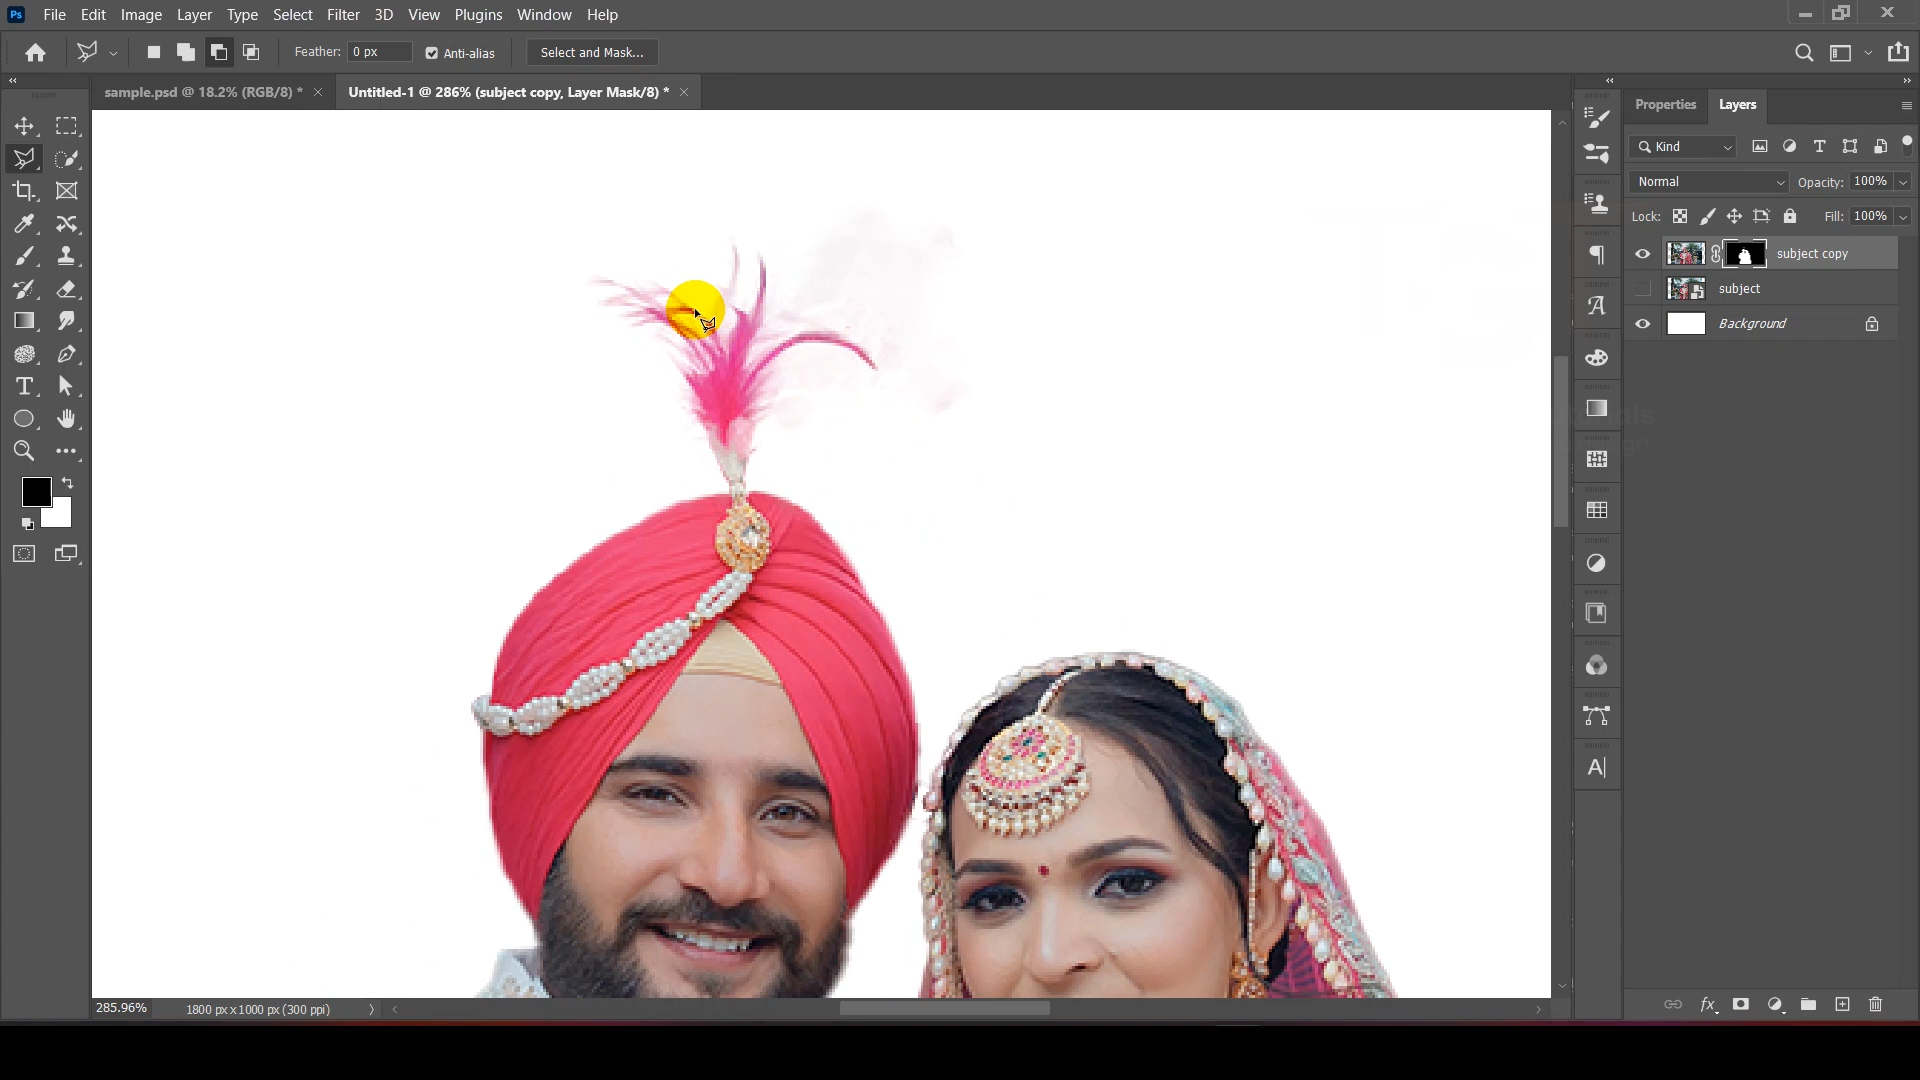 Ps File Edit Image Layer Type Select Filter 3D View Plugins Window Help
Feather: 0 px Anti-alias Select and Mask...
sample.psd @ 18.2% (RGB/8) * × Untitled-1 @ 286% (subject copy, Layer Mask/8) * ×
Properties Layers
Kind
Normal Opacity: 100%
Lock: Fill: 100%
subject copy
subject
Background
285.96% 1800 px x 1000 px (300 ppi)
fx